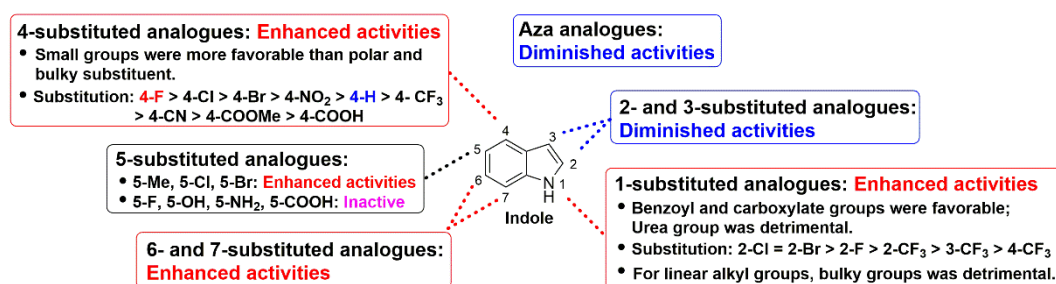 4-substituted analogues: Enhanced activities
• Small groups were more favorable than polar and
bulky substituent.
• Substitution: 4-F > 4-Cl > 4-Br > 4-NO₂ > 4-H > 4- CF₃
> 4-CN > 4-COOMe > 4-COOH
Aza analogues:
Diminished activities
2- and 3-substituted analogues:
Diminished activities
5-substituted analogues:
• 5-Me, 5-Cl, 5-Br: Enhanced activities
• 5-F, 5-OH, 5-NH₂, 5-COOH: Inactive
4
3
5
2
6
1
N
H
7
Indole
1-substituted analogues: Enhanced activities
• Benzoyl and carboxylate groups were favorable;
Urea group was detrimental.
• Substitution: 2-Cl = 2-Br > 2-F > 2-CF₃ > 3-CF₃ > 4-CF₃
• For linear alkyl groups, bulky groups was detrimental.
6- and 7-substituted analogues:
Enhanced activities